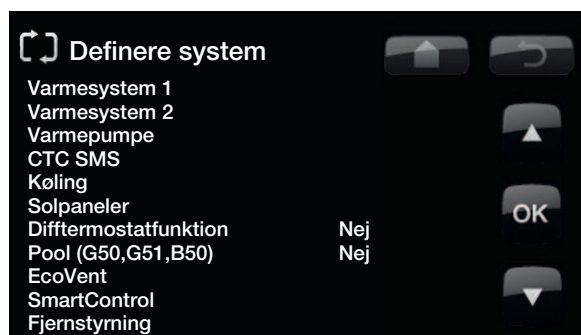 Definere system
Varmesystem 1
Varmesystem 2
Varmepumpe
CTC SMS
Køling
Solpaneler
Difftermostatfunktion Nej
Pool (G50,G51,B50) Nej
EcoVent
SmartControl
Fjernstyrning
OK